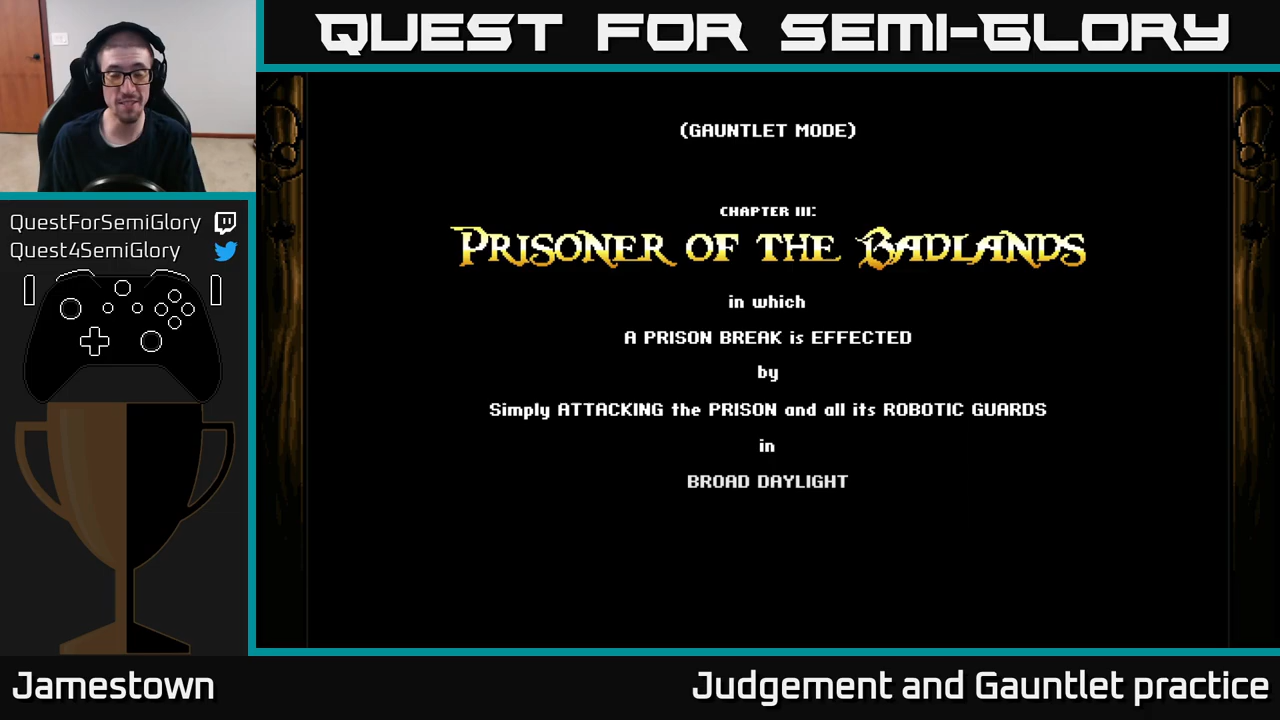 QUEST FOR SEMI-GLORY
QuestForSemiGlory
Quest4SemiGlory
(GAUNTLET MODE)
CHAPTER III:
PRISONER OF THE BADLANDS
in which
A PRISON BREAK is EFFECTED
by
Simply ATTACKING the PRISON and all its ROBOTIC GUARDS
in
BROAD DAYLIGHT
Jamestown
Judgement and Gauntlet practice